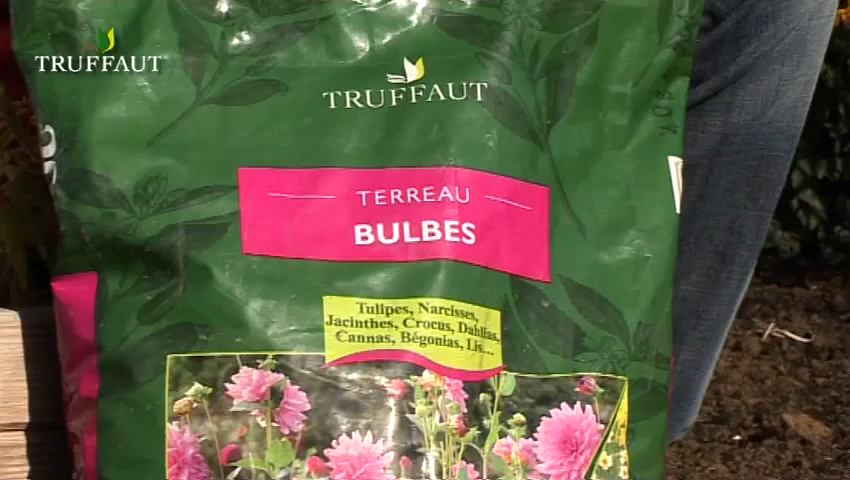 TRUFFAUT
TRUFFAUT
TERREAU
BULBES
Tulipes, Narcisses,
Jacinthes, Crocus, Dahlias,
Cannas, Bégonias, Lis...